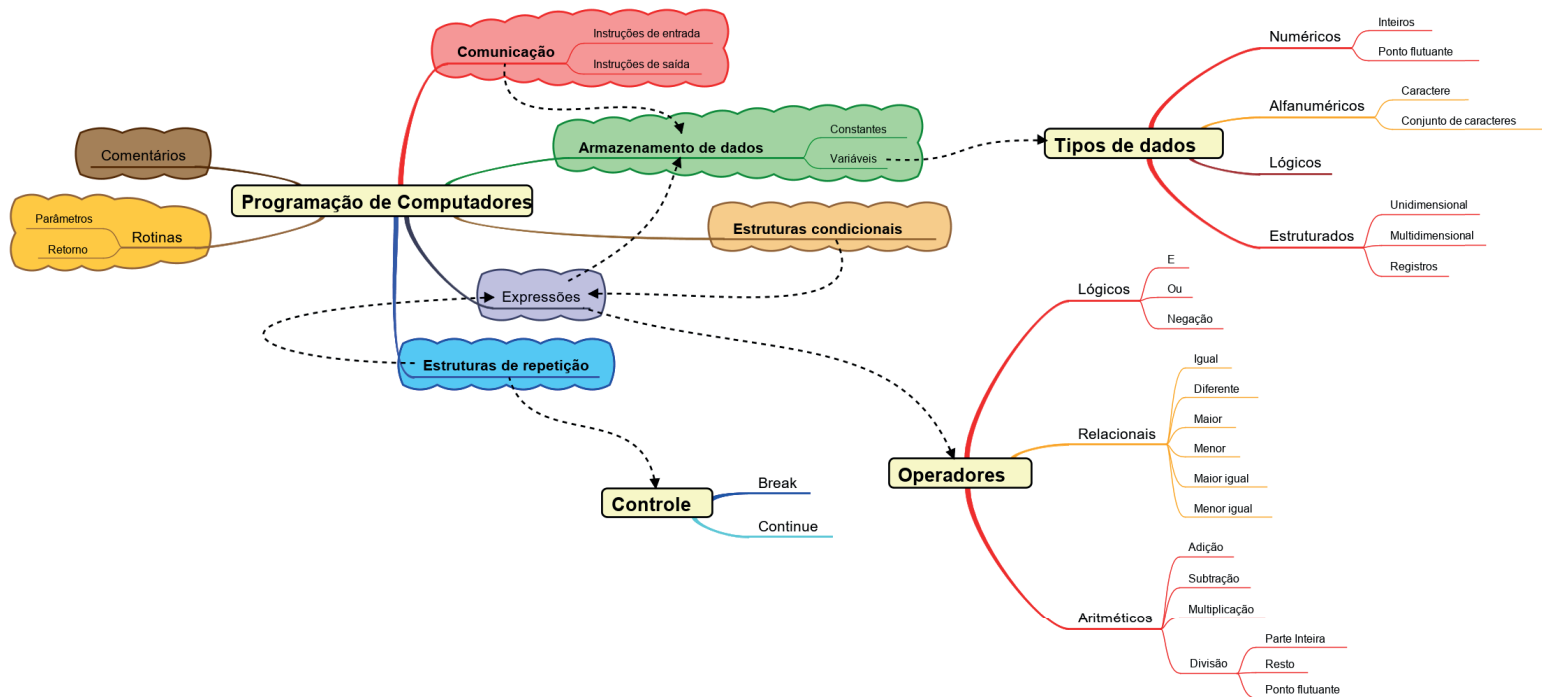 Comunicação
Instruções de entrada
Instruções de saída
Armazenamento de dados
Constantes
Variáveis
Comentários
Programação de Computadores
Rotinas
Parâmetros
Retorno
Estruturas condicionais
Expressões
Estruturas de repetição
Controle
Break
Continue
Tipos de dados
Numéricos
Inteiros
Ponto flutuante
Alfanuméricos
Caractere
Conjunto de caracteres
Lógicos
Estruturados
Unidimensional
Multidimensional
Registros
Operadores
Lógicos
E
Ou
Negação
Relacionais
Igual
Diferente
Maior
Menor
Maior igual
Menor igual
Aritméticos
Adição
Subtração
Multiplicação
Divisão
Parte Inteira
Resto
Ponto flutuante